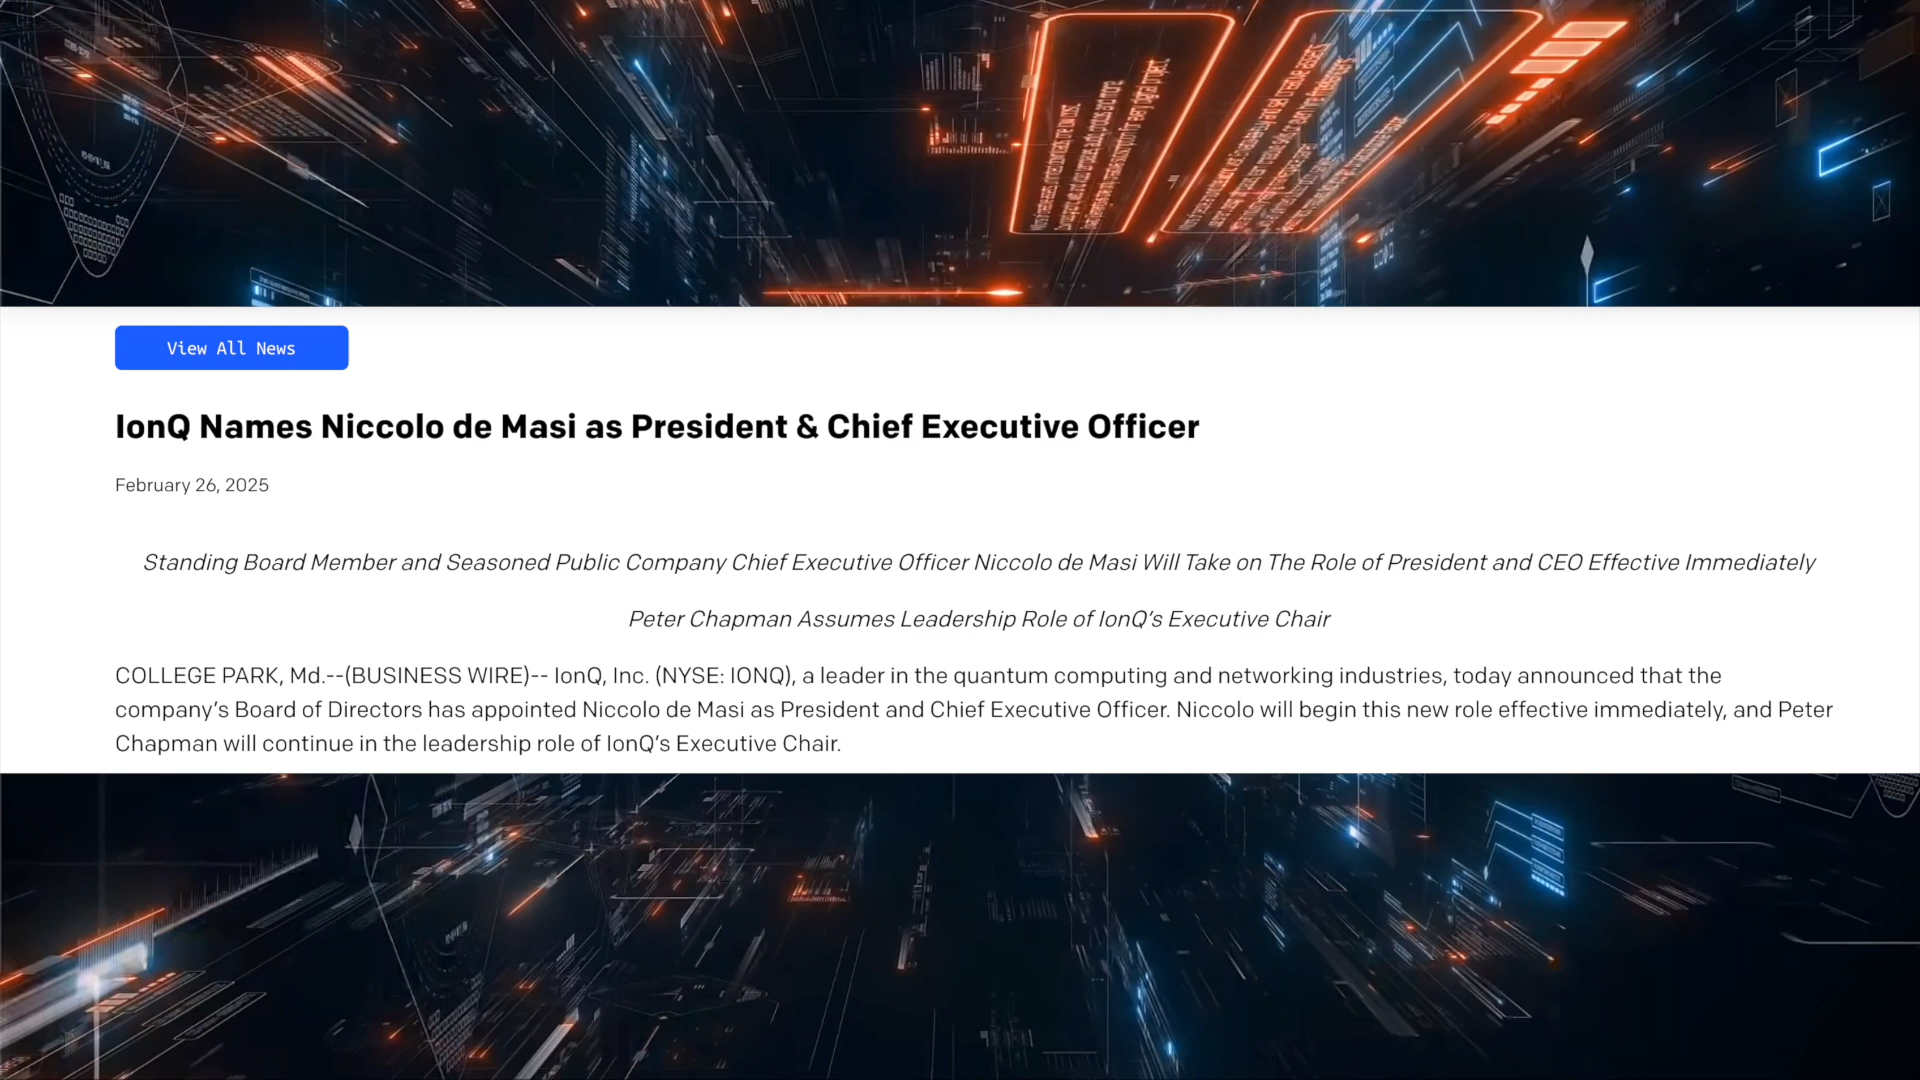 View All News
IonQ Names Niccolo de Masi as President & Chief Executive Officer
February 26, 2025
Standing Board Member and Seasoned Public Company Chief Executive Officer Niccolo de Masi Will Take on The Role of President and CEO Effective Immediately
Peter Chapman Assumes Leadership Role of IonQ’s Executive Chair
COLLEGE PARK, Md.--(BUSINESS WIRE)-- IonQ, Inc. (NYSE: IONQ), a leader in the quantum computing and networking industries, today announced that the
company’s Board of Directors has appointed Niccolo de Masi as President and Chief Executive Officer. Niccolo will begin this new role effective immediately, and Peter
Chapman will continue in the leadership role of IonQ’s Executive Chair.